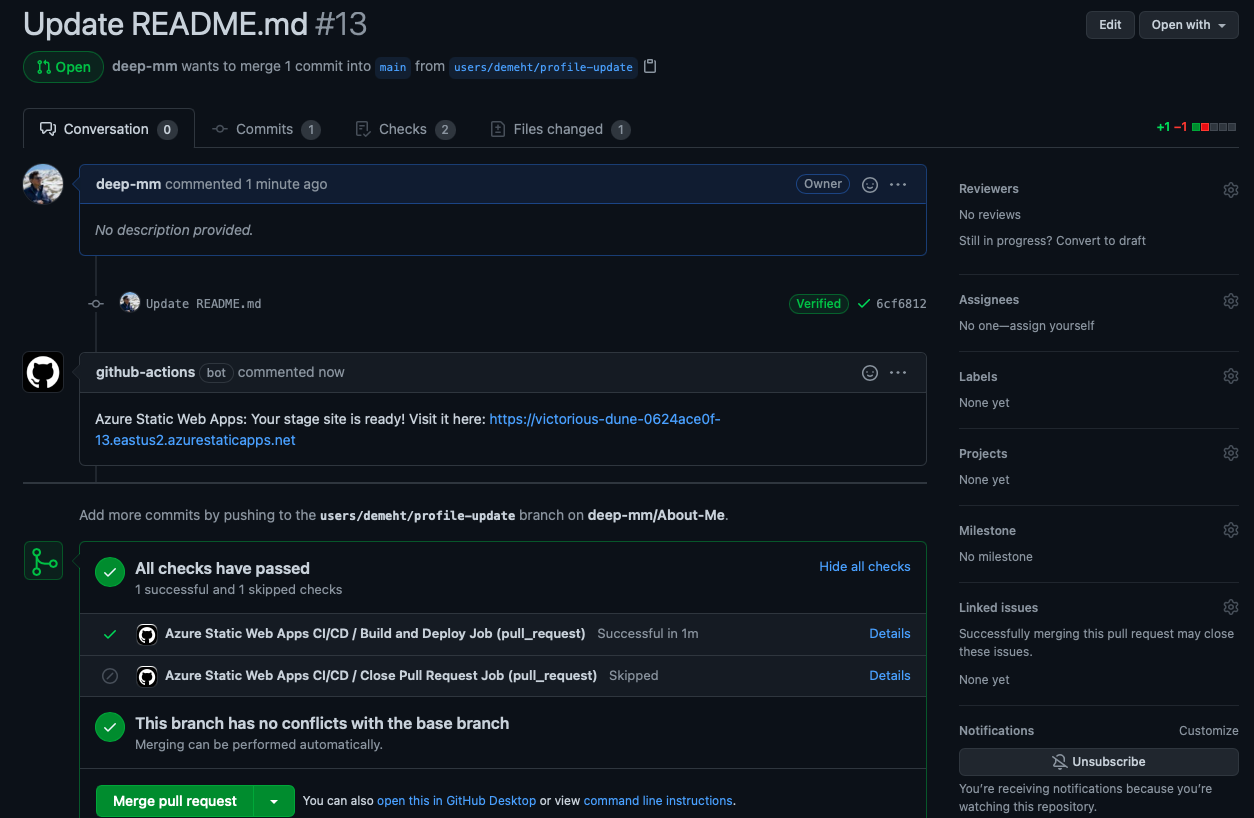 Update README.md #13
Edit
Open with
Open
deep-mm wants to merge 1 commit into main from users/demeht/profile-update
Conversation 0
Commits 1
Checks 2
Files changed 1
+1 −1
deep-mm commented 1 minute ago
Owner
No description provided.
Update README.md
Verified
6cf6812
github-actions bot commented now
Azure Static Web Apps: Your stage site is ready! Visit it here: https://victorious-dune-0624ace0f-
13.eastus2.azurestaticapps.net
Add more commits by pushing to the users/demeht/profile-update branch on deep-mm/About-Me.
All checks have passed
1 successful and 1 skipped checks
Hide all checks
Azure Static Web Apps CI/CD / Build and Deploy Job (pull_request) Successful in 1m
Details
Azure Static Web Apps CI/CD / Close Pull Request Job (pull_request) Skipped
Details
This branch has no conflicts with the base branch
Merging can be performed automatically.
Merge pull request
You can also open this in GitHub Desktop or view command line instructions.
Reviewers
No reviews
Still in progress? Convert to draft
Assignees
No one—assign yourself
Labels
None yet
Projects
None yet
Milestone
No milestone
Linked issues
Successfully merging this pull request may close
these issues.
None yet
Notifications
Customize
Unsubscribe
You're receiving notifications because you're
watching this repository.